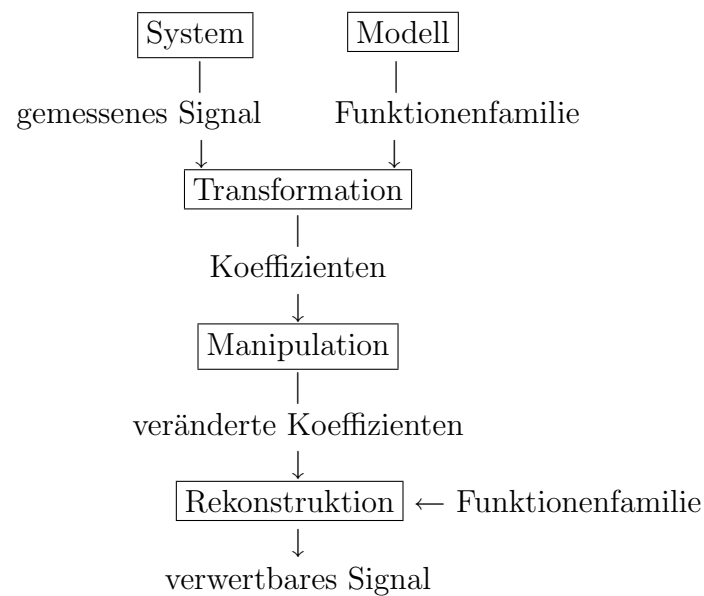 System Modell
gemessenes Signal Funktionenfamilie
Transformation
Koeffizienten
Manipulation
veränderte Koeffizienten
Rekonstruktion ← Funktionenfamilie
verwertbares Signal